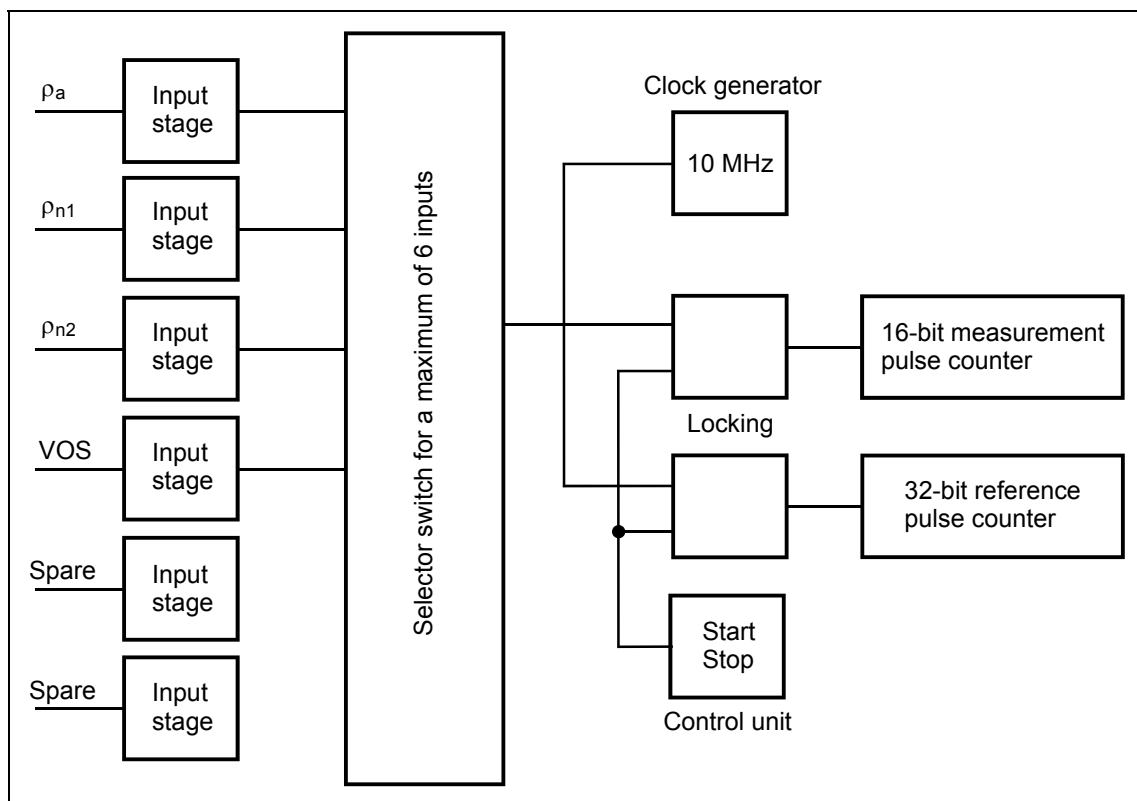 ρa
Input
stage
ρn1
Input
stage
ρn2
Input
stage
VOS
Input
stage
Spare
Input
stage
Spare
Input
stage
Selector switch for a maximum of 6 inputs
Clock generator
10 MHz
Locking
16-bit measurement
pulse counter
32-bit reference
pulse counter
Start
Stop
Control unit